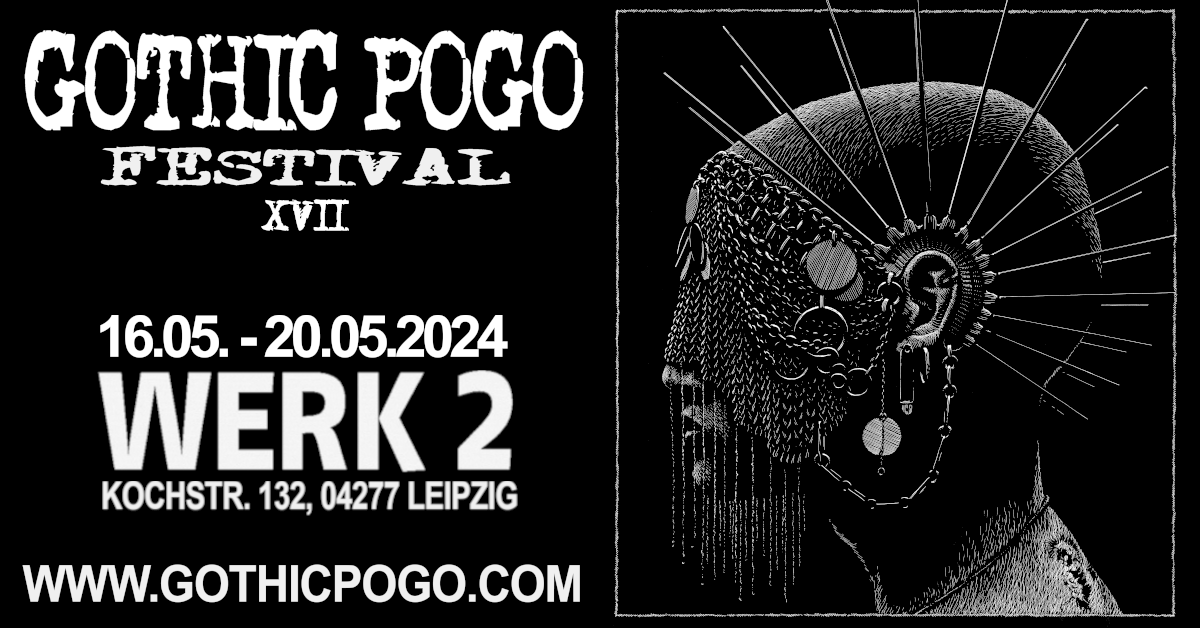 GOTHIC POGO
FESTIVAL
XVII
16.05. - 20.05.2024
WERK 2
KOCHSTR. 132, 04277 LEIPZIG
WWW.GOTHICPOGO.COM